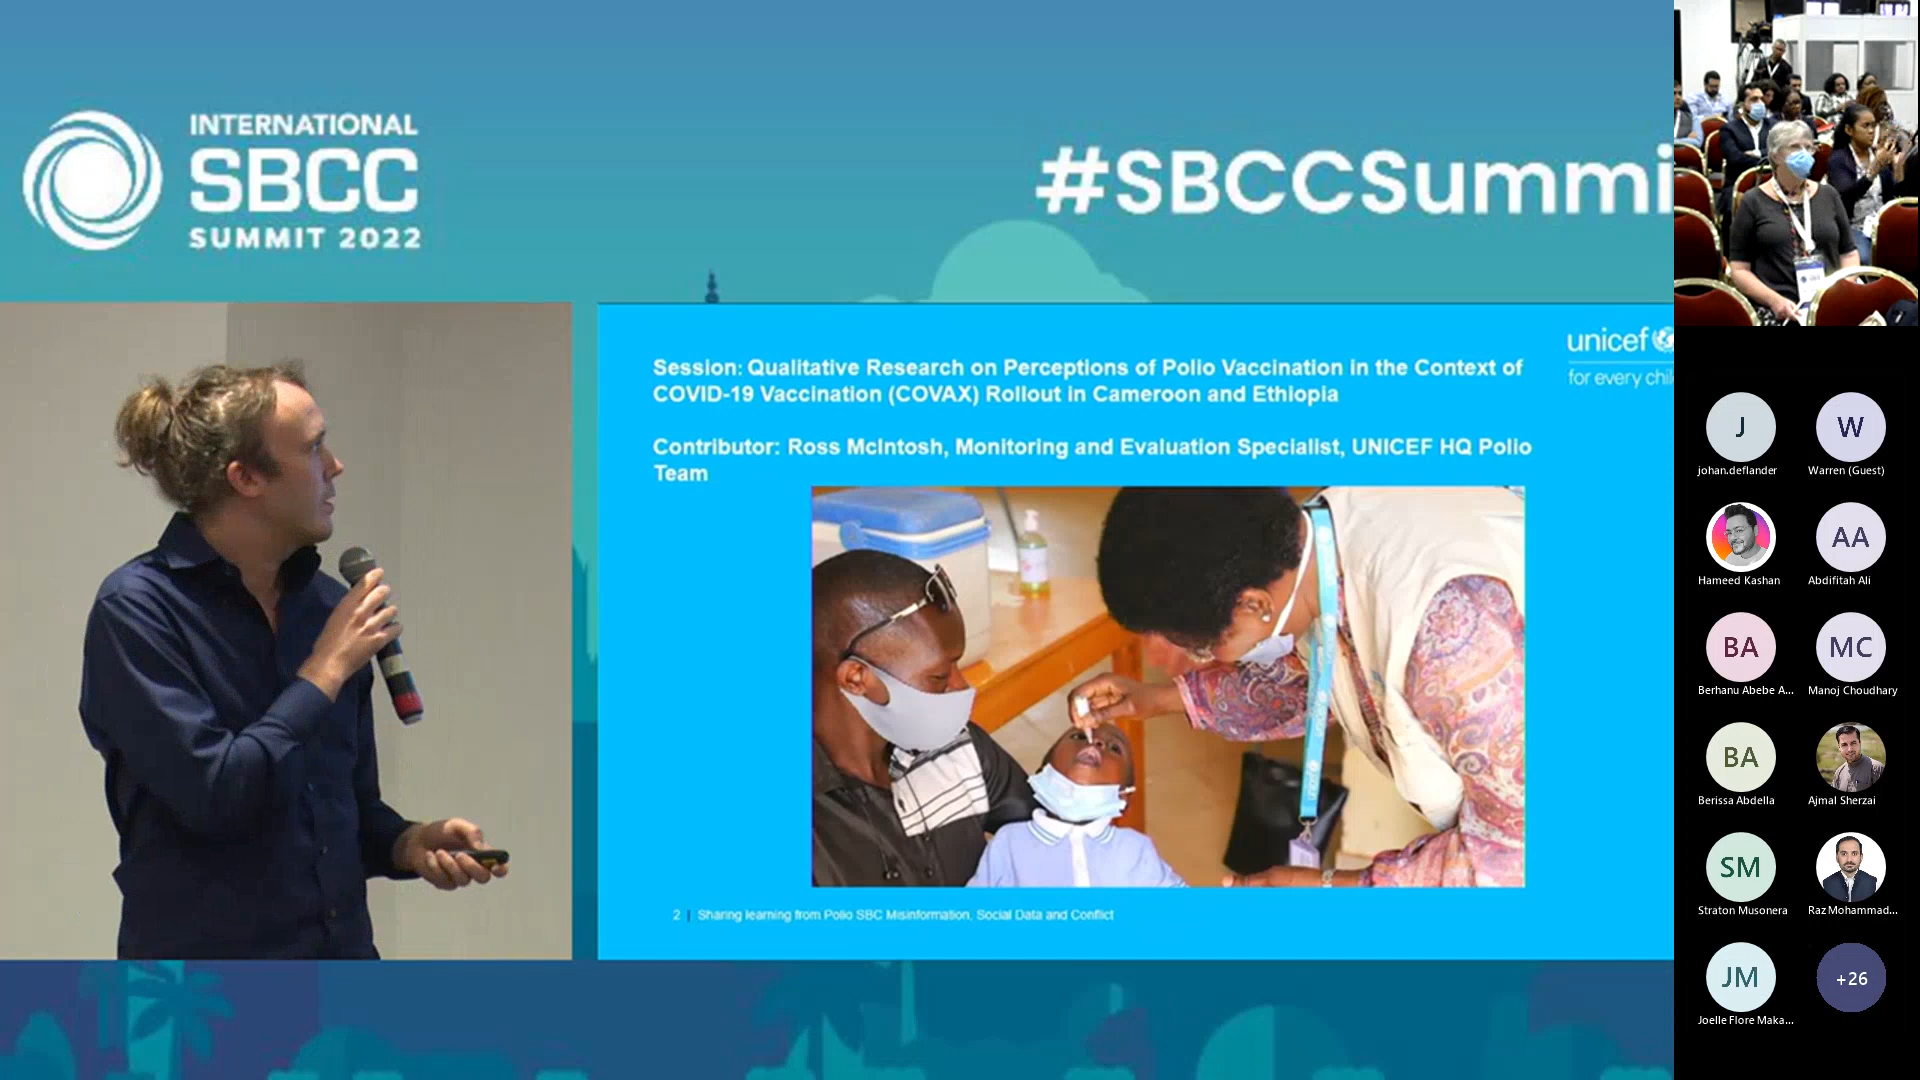 INTERNATIONAL
SBCC
SUMMIT 2022
#SBCCSummi
unicef
for every chil
Session: Qualitative Research on Perceptions of Polio Vaccination in the Context of
COVID-19 Vaccination (COVAX) Rollout in Cameroon and Ethiopia
Contributor: Ross McIntosh, Monitoring and Evaluation Specialist, UNICEF HQ Polio
Team
unicef
2 | Sharing learning from Polio SBC Misinformation, Social Data and Conflict
J
johan.deflander
W
Warren (Guest)
Hameed Kashan
AA
Abdifitah Ali
BA
Berhanu Abebe A...
MC
Manoj Choudhary
BA
Berissa Abdella
Ajmal Sherzai
SM
Straton Musonera
Raz Mohammad...
JM
Joelle Flore Maka...
+26